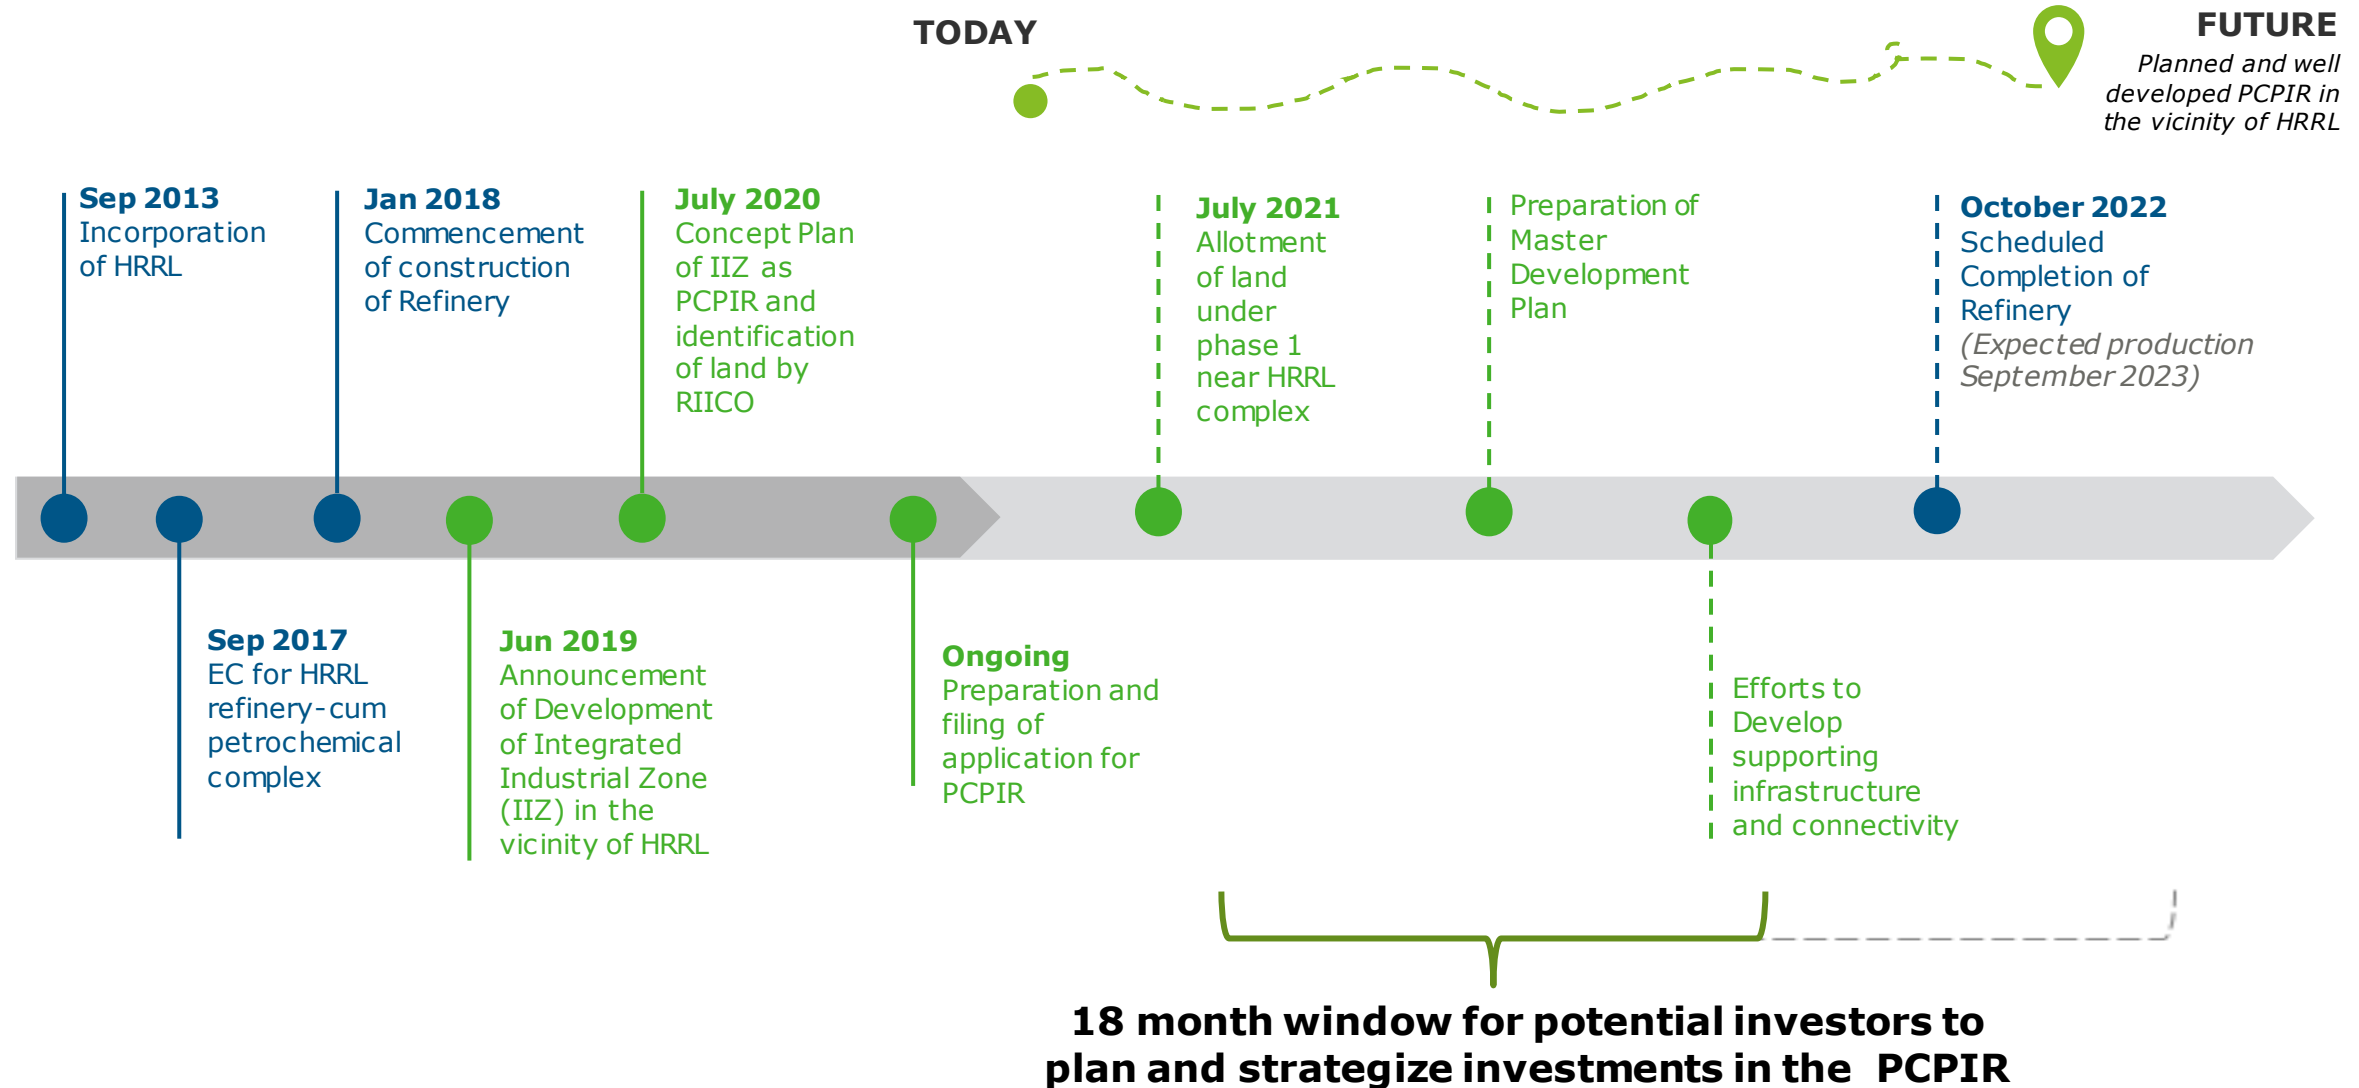 TODAY
FUTURE
Planned and well
developed PCPIR in
the vicinity of HRRL
Sep 2013
Incorporation
of HRRL
Jan 2018
Commencement
of construction
of Refinery
July 2020
Concept Plan
of IIZ as
PCPIR and
identification
of land by
RIICO
July 2021
Allotment
of land
under
phase 1
near HRRL
complex
Preparation of
Master
Development
Plan
October 2022
Scheduled
Completion of
Refinery
(Expected production
September 2023)
Sep 2017
EC for HRRL
refinery-cum
petrochemical
complex
Jun 2019
Announcement
of Development
of Integrated
Industrial Zone
(IIZ) in the
vicinity of HRRL
Ongoing
Preparation and
filing of
application for
PCPIR
Efforts to
Develop
supporting
infrastructure
and connectivity
18 month window for potential investors to
plan and strategize investments in the PCPIR